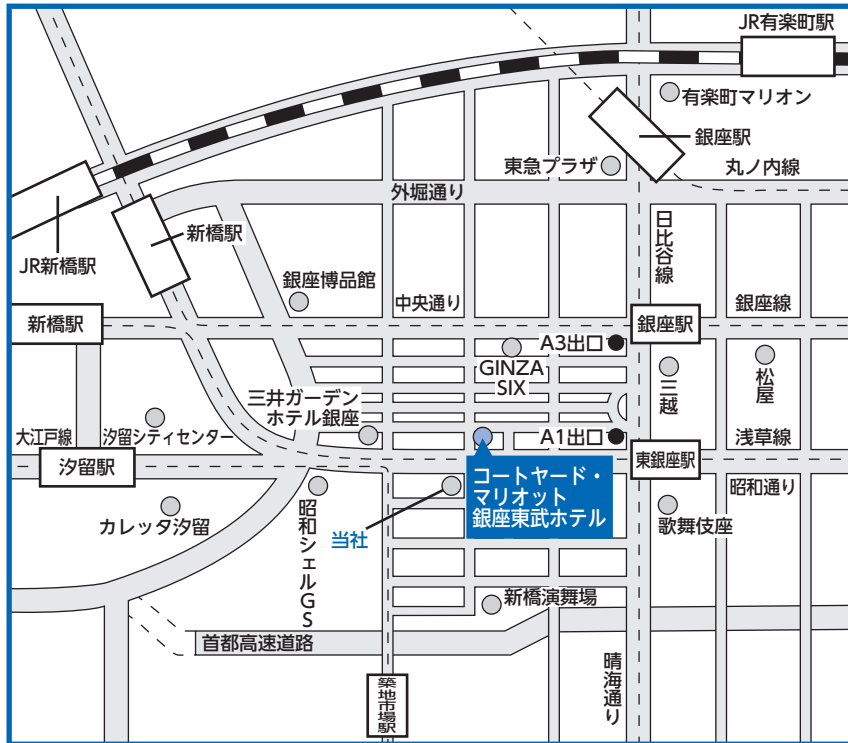 JR有楽町駅
有楽町マリオン
銀座駅
東急プラザ
丸ノ内線
外堀通り
日比谷線
新橋駅
JR新橋駅
銀座博品館
中央通り
銀座線
新橋駅
銀座駅
A3出口
GINZA
SIX
三越
松屋
三井ガーデン
ホテル銀座
大江戸線
汐留シティセンター
A1出口
浅草線
汐留駅
東銀座駅
コートヤード・
マリオット
銀座東武ホテル
昭和通り
カレッタ汐留
昭和シェルGS
当社
歌舞伎座
新橋演舞場
首都高速道路
晴海通り
築地市場駅